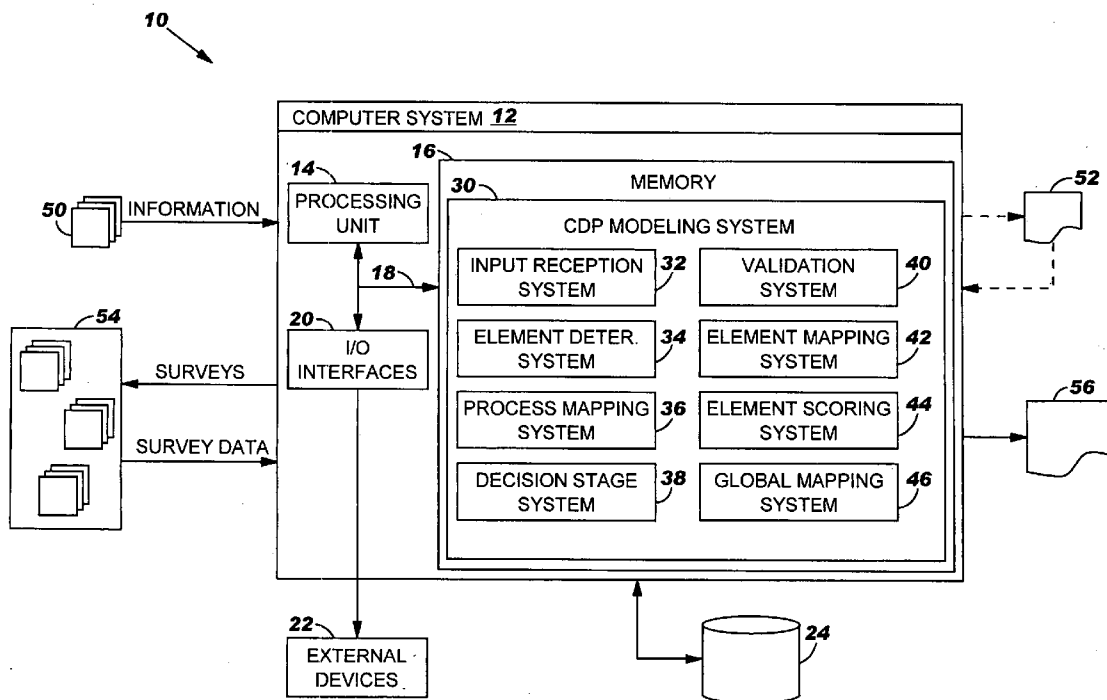 10
COMPUTER SYSTEM 12
16
MEMORY
14
PROCESSING
UNIT
30
CDP MODELING SYSTEM
50
INFORMATION
52
18
INPUT RECEPTION
SYSTEM
32
VALIDATION
SYSTEM
40
20
I/O
INTERFACES
ELEMENT DETER.
SYSTEM
34
ELEMENT MAPPING
SYSTEM
42
54
SURVEYS
SURVEY DATA
PROCESS MAPPING
SYSTEM
36
ELEMENT SCORING
SYSTEM
44
56
DECISION STAGE
SYSTEM
38
GLOBAL MAPPING
SYSTEM
46
22
EXTERNAL
DEVICES
24